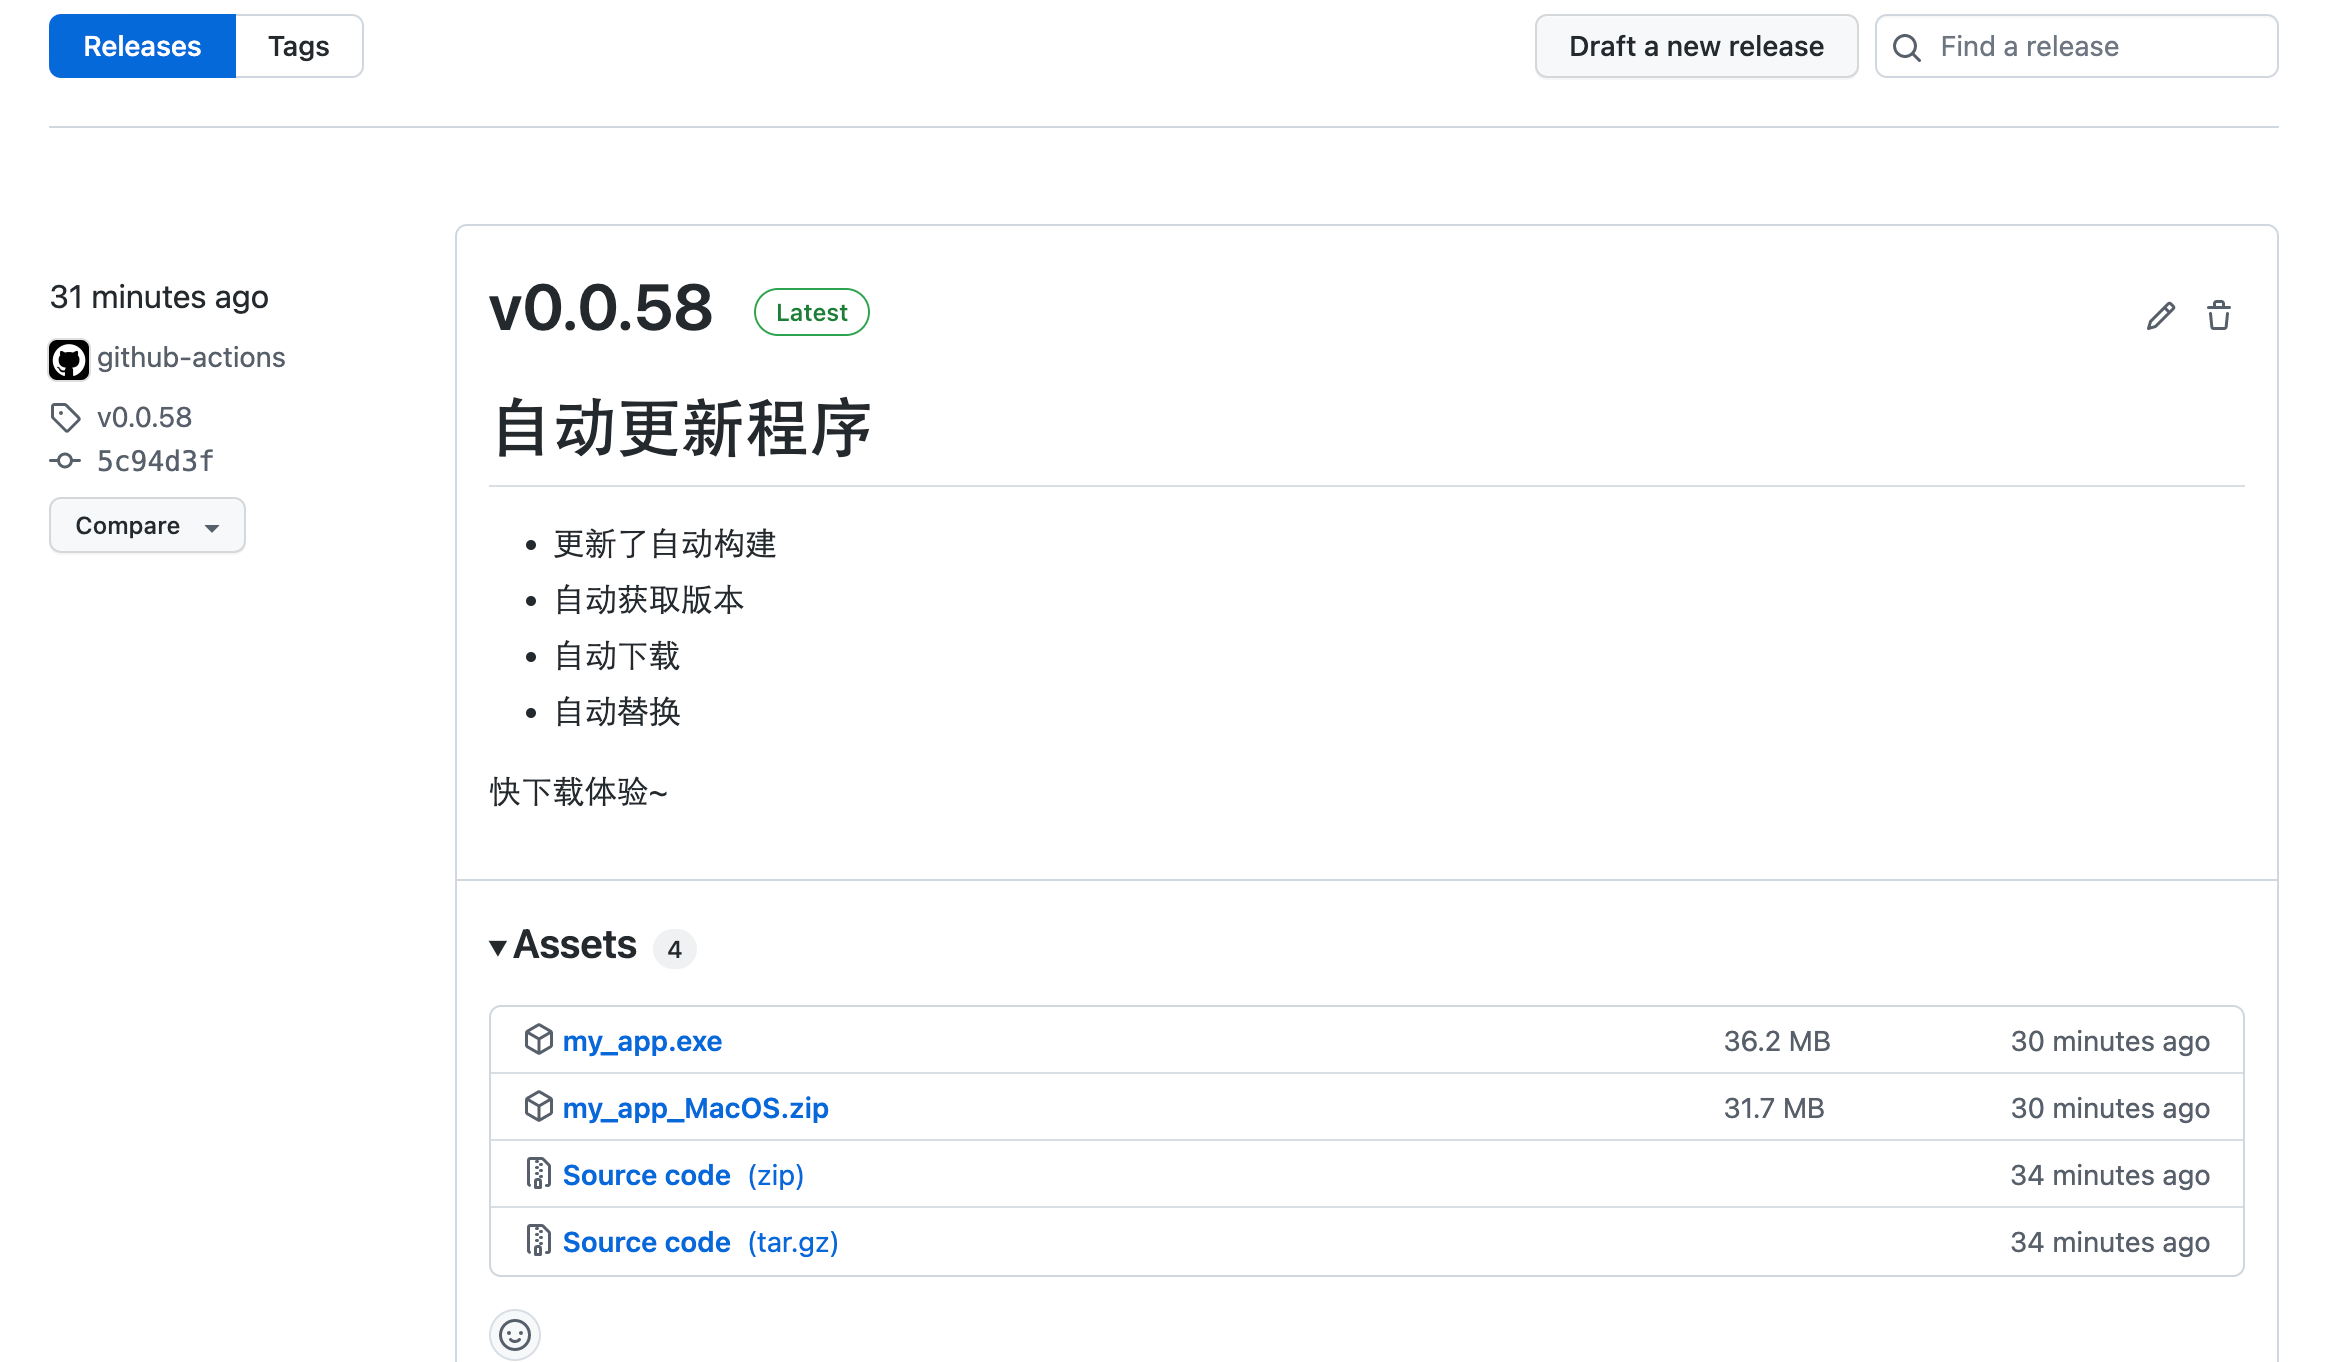 Releases Tags Draft a new release Find a release
31 minutes ago
github-actions
v0.0.58
5c94d3f
Compare
v0.0.58 Latest
自动更新程序
更新了自动构建
自动获取版本
自动下载
自动替换
快下载体验~
Assets 4
my_app.exe 36.2 MB 30 minutes ago
my_app_MacOS.zip 31.7 MB 30 minutes ago
Source code (zip) 34 minutes ago
Source code (tar.gz) 34 minutes ago